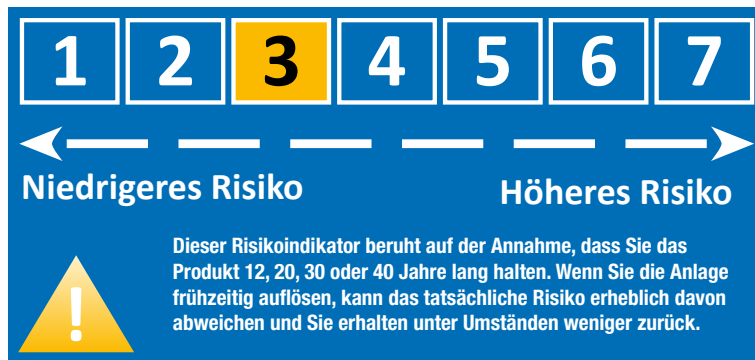 1 2 3 4 5 6 7
Niedrigeres Risiko Höheres Risiko
Dieser Risikoindikator beruht auf der Annahme, dass Sie das
Produkt 12, 20, 30 oder 40 Jahre lang halten. Wenn Sie die Anlage
frühzeitig auflösen, kann das tatsächliche Risiko erheblich davon
abweichen und Sie erhalten unter Umständen weniger zurück.
!